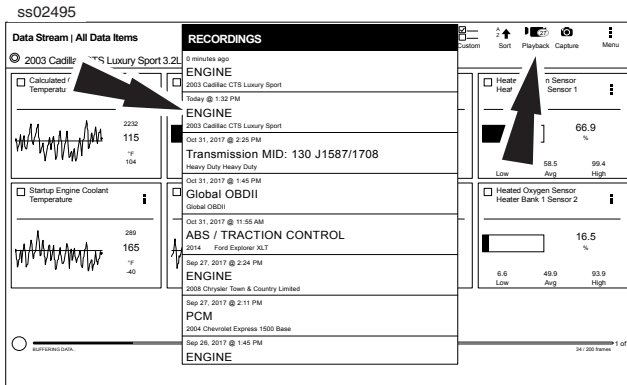 ss02495
Data Stream | All Data Items
2003 Cadilla CTS Luxury Sport 3.2L
Custom
Sort
Playback
27
Capture
Menu
RECORDINGS
0 minutes ago
ENGINE
2003 Cadillac CTS Luxury Sport
Today @ 1:32 PM
ENGINE
2003 Cadillac CTS Luxury Sport
Oct 31, 2017 @ 2:25 PM
Transmission MID: 130 J1587/1708
Heavy Duty Heavy Duty
Oct 31, 2017 @ 1:45 PM
Global OBDII
Global OBDII
Oct 31, 2017 @ 11:55 AM
ABS / TRACTION CONTROL
2014 Ford Explorer XLT
Sep 27, 2017 @ 2:24 PM
ENGINE
2008 Chrysler Town & Country Limited
Sep 27, 2017 @ 2:11 PM
PCM
2004 Chevrolet Express 1500 Base
Sep 26, 2017 @ 1:45 PM
ENGINE
Calculated
Temperatu
2232
115
°F
104
Startup Engine Coolant
Temperature
289
165
°F
-40
Heate n Sensor
Heat Sensor 1
66.9
%
58.5 99.4
Low Avg High
Heated Oxygen Sensor
Heater Bank 1 Sensor 2
16.5
%
6.6 49.9 93.9
Low Avg High
BUFFERING DATA..
1 of
34 / 200 frames